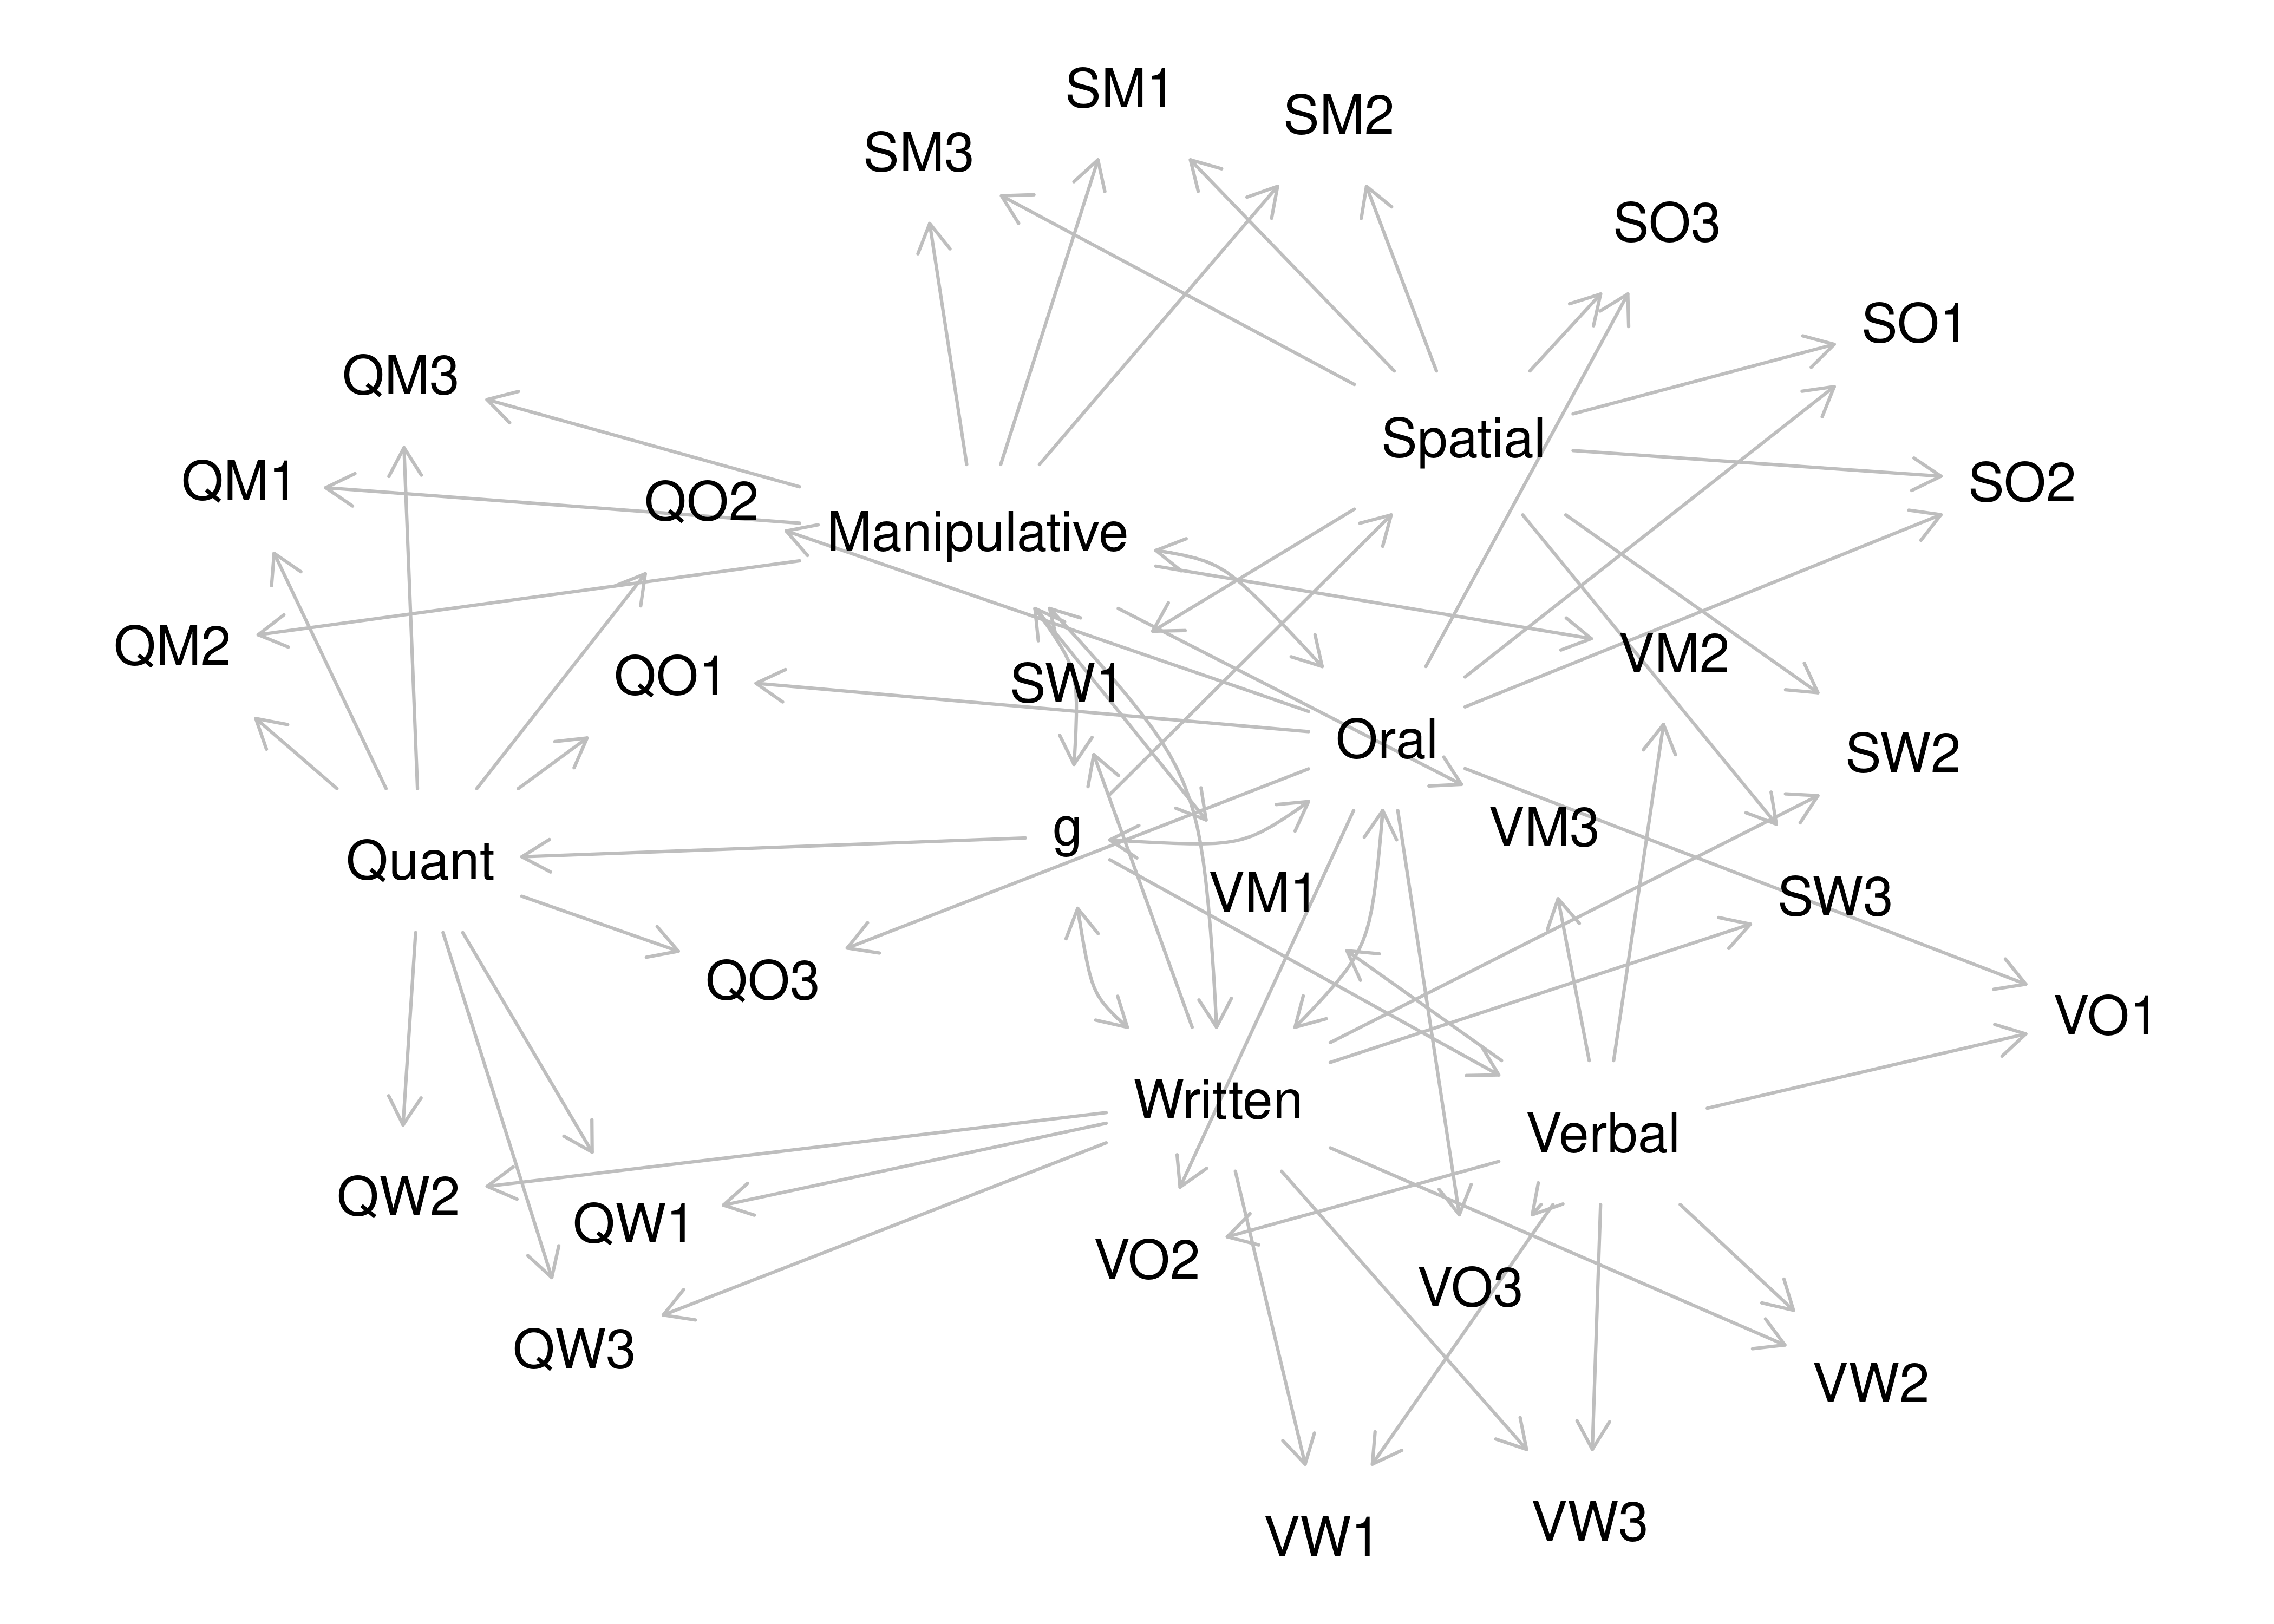 SM1
SM2
SM3
SO3
SO1
QM3
Spatial
QM1
SO2
QO2
Manipulative
QM2
VM2
QO1
SW1
Oral
SW2
VM3
g
Quant
VM1
SW3
QO3
VO1
Written
Verbal
QW2
QW1
VO2
VO3
QW3
VW2
VW3
VW1